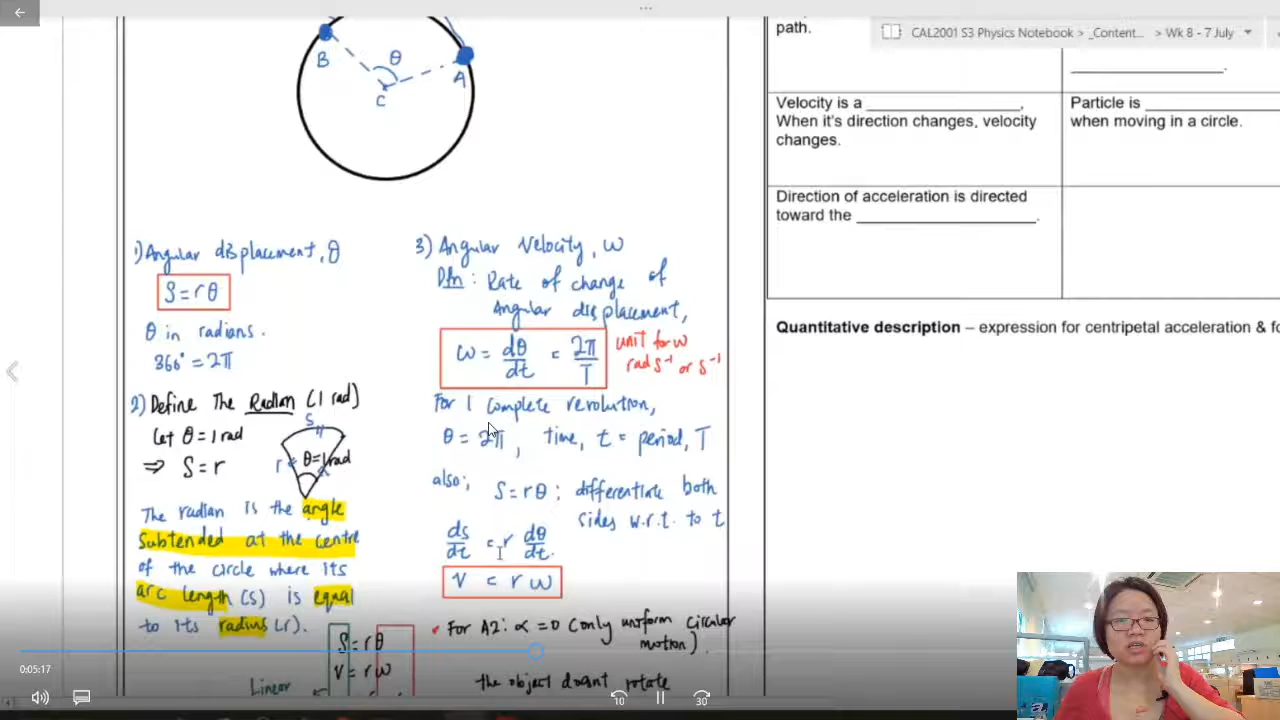 B
θ
A
C
1) Angular displacement, θ
S = rθ
θ in radians.
360° = 2π
2) Define The Radian (1 rad)
Let θ = 1 rad
⇒ S = r
S
r
θ = 1 rad
The radian is the angle
subtended at the centre
of the circle where its
arc length (s) is equal
to its radius (r).
S = rθ
V = rω
Linear
3) Angular Velocity, ω
Dfn : Rate of change of
Angular displacement,
ω = dθ/dt = 2π/T
unit for ω
rad s⁻¹ or s⁻¹
For 1 complete revolution,
θ = 2π, time, t = period, T
also; S = rθ ; differentiate both
sides w.r.t. to t
ds/dt = r dθ/dt.
V = r ω
For A2: α = 0 (only uniform circular
motion).
the object doesn't rotate
path.
CAL2001 S3 Physics Notebook > _Content... > Wk 8 - 7 July
Velocity is a ____________________,
When it's direction changes, velocity
changes.
Particle is
when moving in a circle.
Direction of acceleration is directed
toward the ____________________.
Quantitative description – expression for centripetal acceleration &
0:05:17
10
30